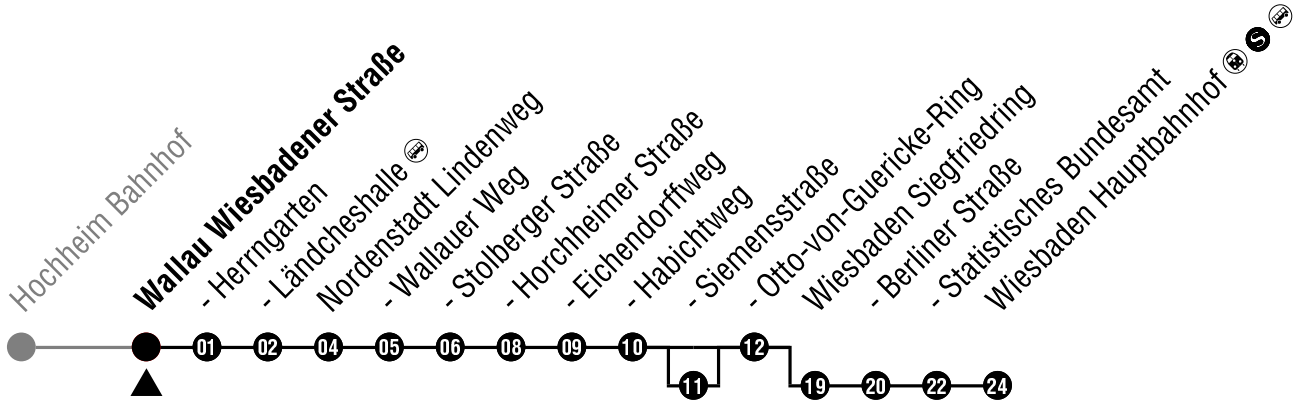 Hochheim Bahnhof
Wallau Wiesbadener Straße
- Herrngarten
- Ländcheshalle
Nordenstadt Lindenweg
- Wallauer Weg
- Stolberger Straße
- Horchheimer Straße
- Eichendorffweg
- Habichtweg
- Siemensstraße
- Otto-von-Guericke-Ring
Wiesbaden Siegfriedring
- Berliner Straße
- Statistisches Bundesamt
Wiesbaden Hauptbahnhof S
01 02 04 05 06 08 09 10 12
11 19 20 22 24